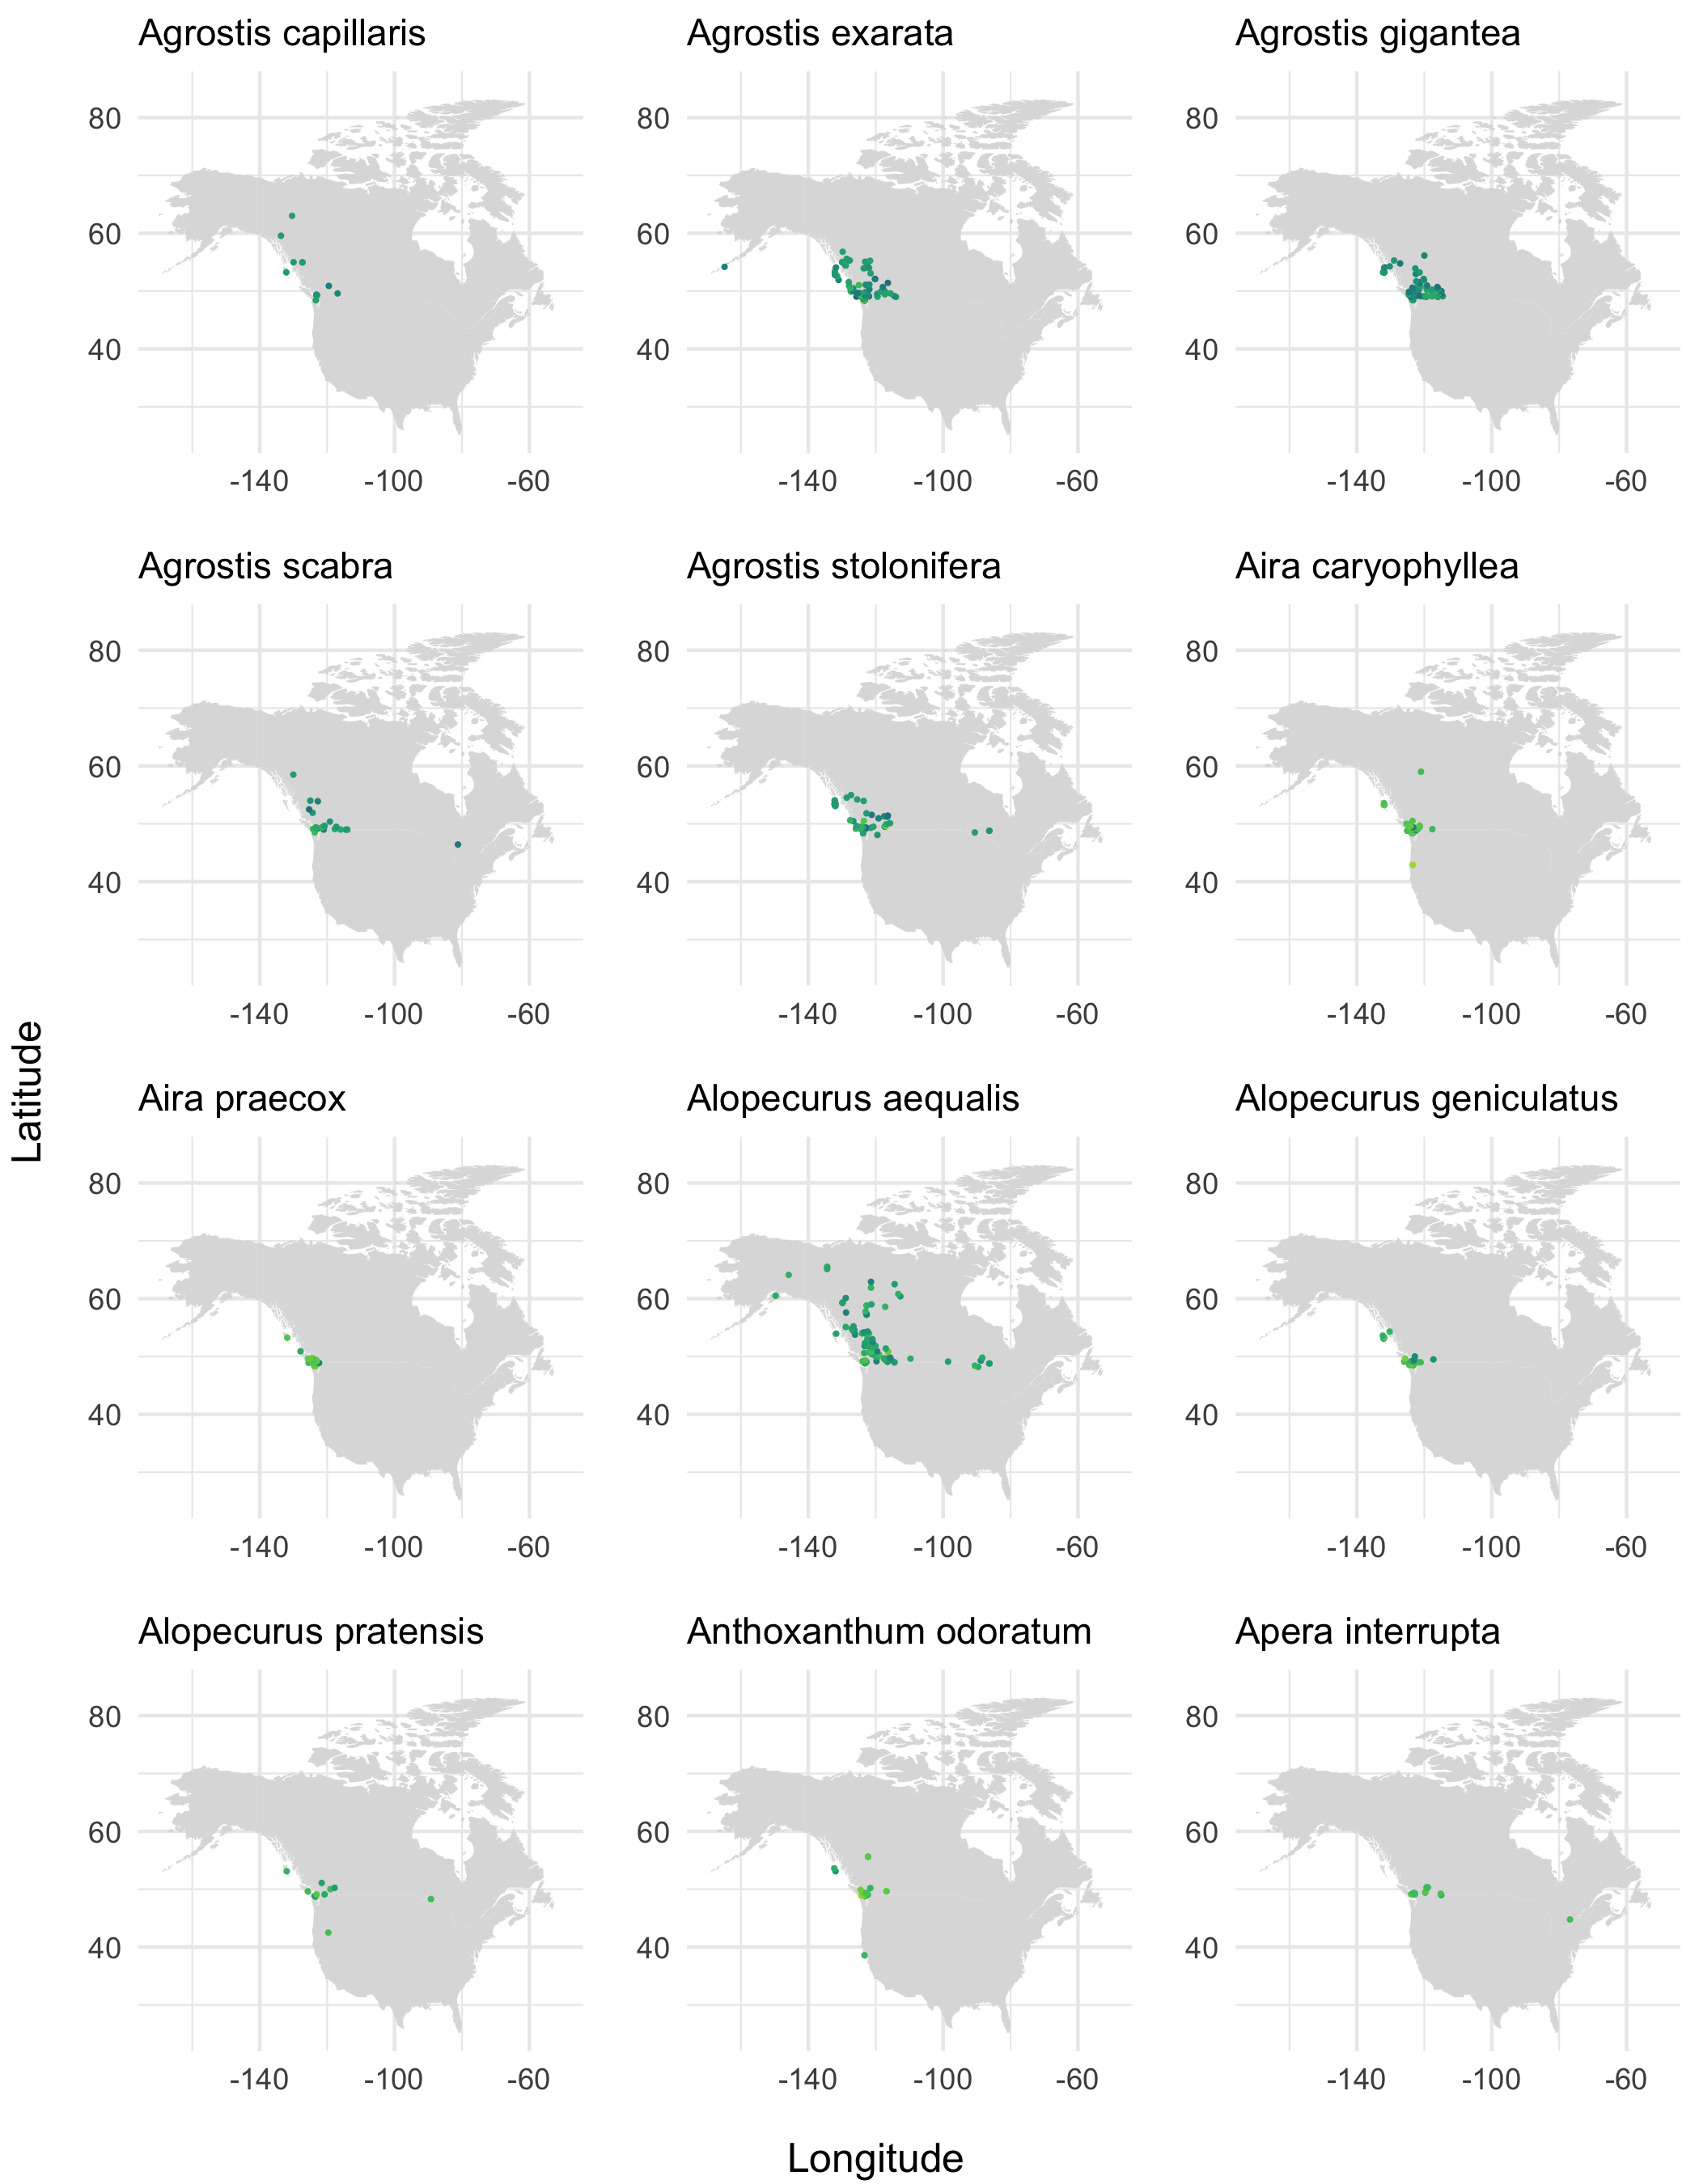 Agrostis capillaris Agrostis exarata Agrostis gigantea
80 80 80
60 60 60
40 40 40
-140 -100 -60 -140 -100 -60 -140 -100 -60
Agrostis scabra Agrostis stolonifera Aira caryophyllea
80 80 80
60 60 60
40 40 40
-140 -100 -60 -140 -100 -60 -140 -100 -60
Latitude
Aira praecox Alopecurus aequalis Alopecurus geniculatus
80 80 80
60 60 60
40 40 40
-140 -100 -60 -140 -100 -60 -140 -100 -60
Alopecurus pratensis Anthoxanthum odoratum Apera interrupta
80 80 80
60 60 60
40 40 40
-140 -100 -60 -140 -100 -60 -140 -100 -60
Longitude